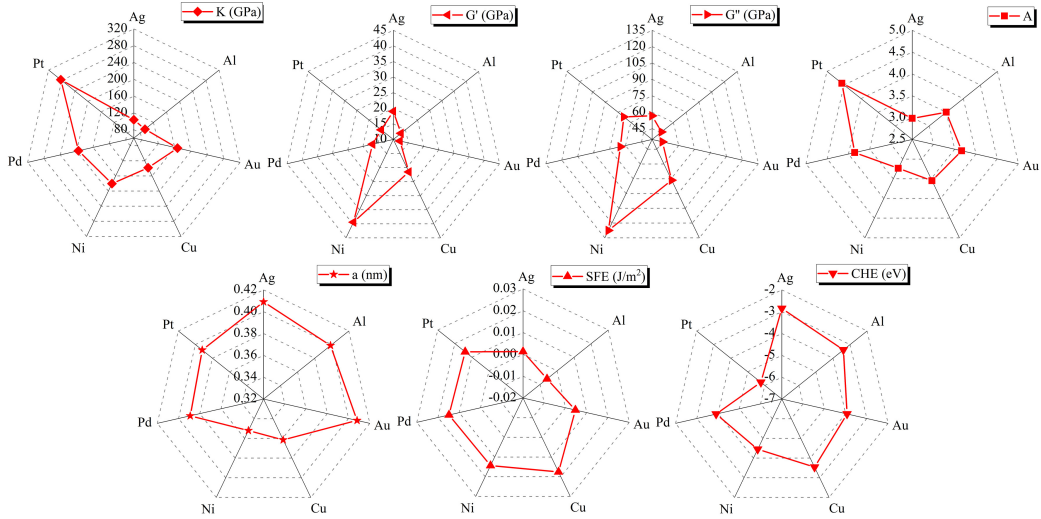 K (GPa)
Ag
320
280
240
200
160
120
80
Al
Au
Cu
Ni
Pd
Pt
G' (GPa)
Ag
45
40
35
30
25
20
15
10
Al
Au
Cu
Ni
Pd
Pt
G'' (GPa)
Ag
135
120
105
90
75
60
45
Al
Au
Cu
Ni
Pd
Pt
A
Ag
5.0
4.5
4.0
3.5
3.0
2.5
Al
Au
Cu
Ni
Pd
Pt
a (nm)
Ag
0.42
0.40
0.38
0.36
0.34
0.32
Al
Au
Cu
Ni
Pd
Pt
SFE (J/m²)
Ag
0.03
0.02
0.01
0.00
-0.01
-0.02
Al
Au
Cu
Ni
Pd
Pt
CHE (eV)
Ag
-2
-3
-4
-5
-6
-7
Al
Au
Cu
Ni
Pd
Pt